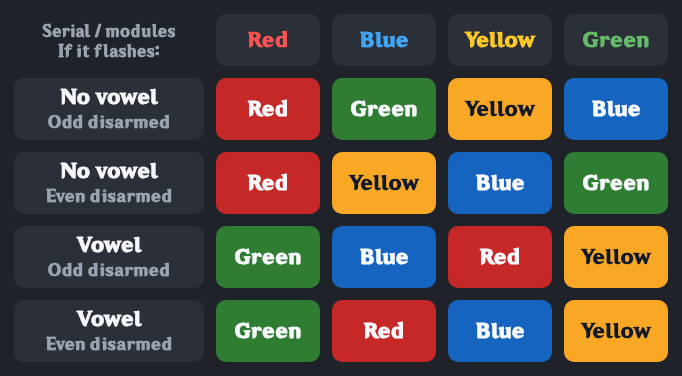 Serial / modules
If it flashes:
Red Blue Yellow Green
No vowel
Odd disarmed
Red Green Yellow Blue
No vowel
Even disarmed
Red Yellow Blue Green
Vowel
Odd disarmed
Green Blue Red Yellow
Vowel
Even disarmed
Green Red Blue Yellow